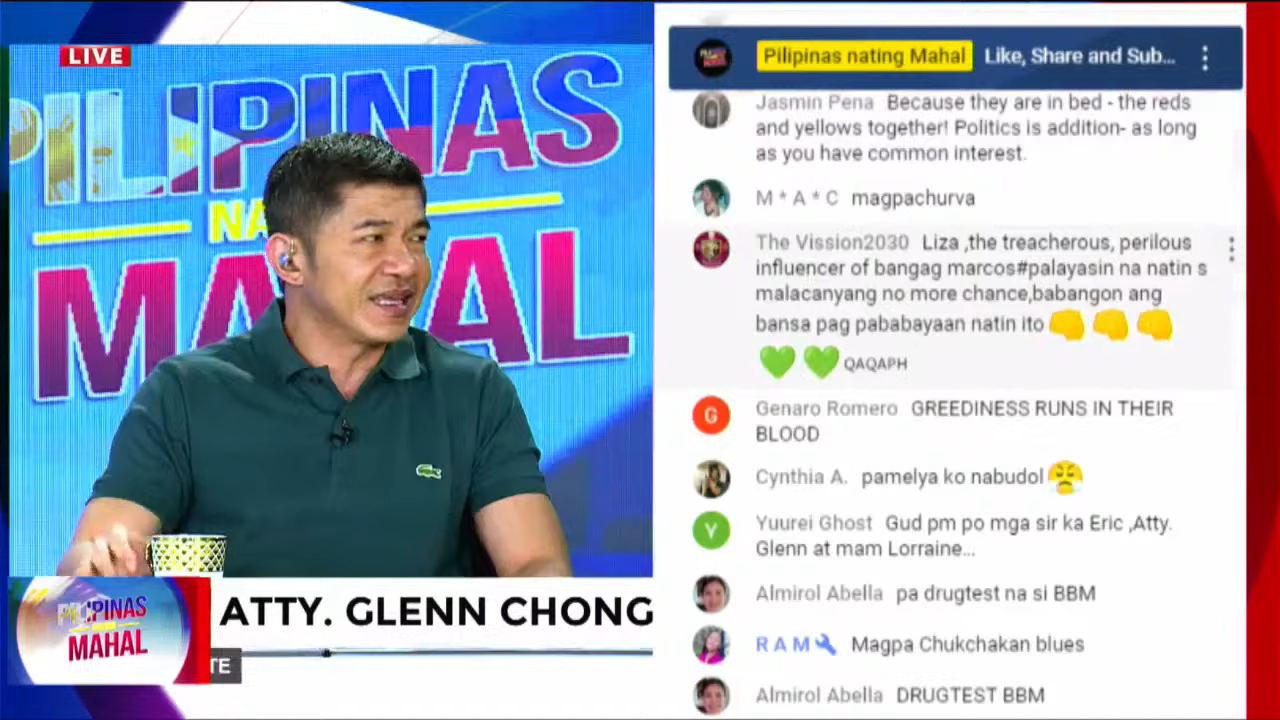 LIVE
PILIPINAS
NA
MAHAL
ATTY. GLENN CHONG
PILIPINAS
MAHAL
TE
Pilipinas nating Mahal Like, Share and Sub...
Jasmin Pena Because they are in bed - the reds
and yellows together! Politics is addition- as long
as you have common interest.
M * A * C magpachurva
The Vission2030 Liza ,the treacherous, perilous
influencer of bangag marcos#palayasin na natin s
malacanyang no more chance,babangon ang
bansa pag pababayaan natin ito
QAQAPH
Genaro Romero GREEDINESS RUNS IN THEIR
BLOOD
Cynthia A. pamelya ko nabudol
Yuurei Ghost Gud pm po mga sir ka Eric ,Atty.
Glenn at mam Lorraine...
Almirol Abella pa drugtest na si BBM
R A M Magpa Chukchakan blues
Almirol Abella DRUGTEST BBM